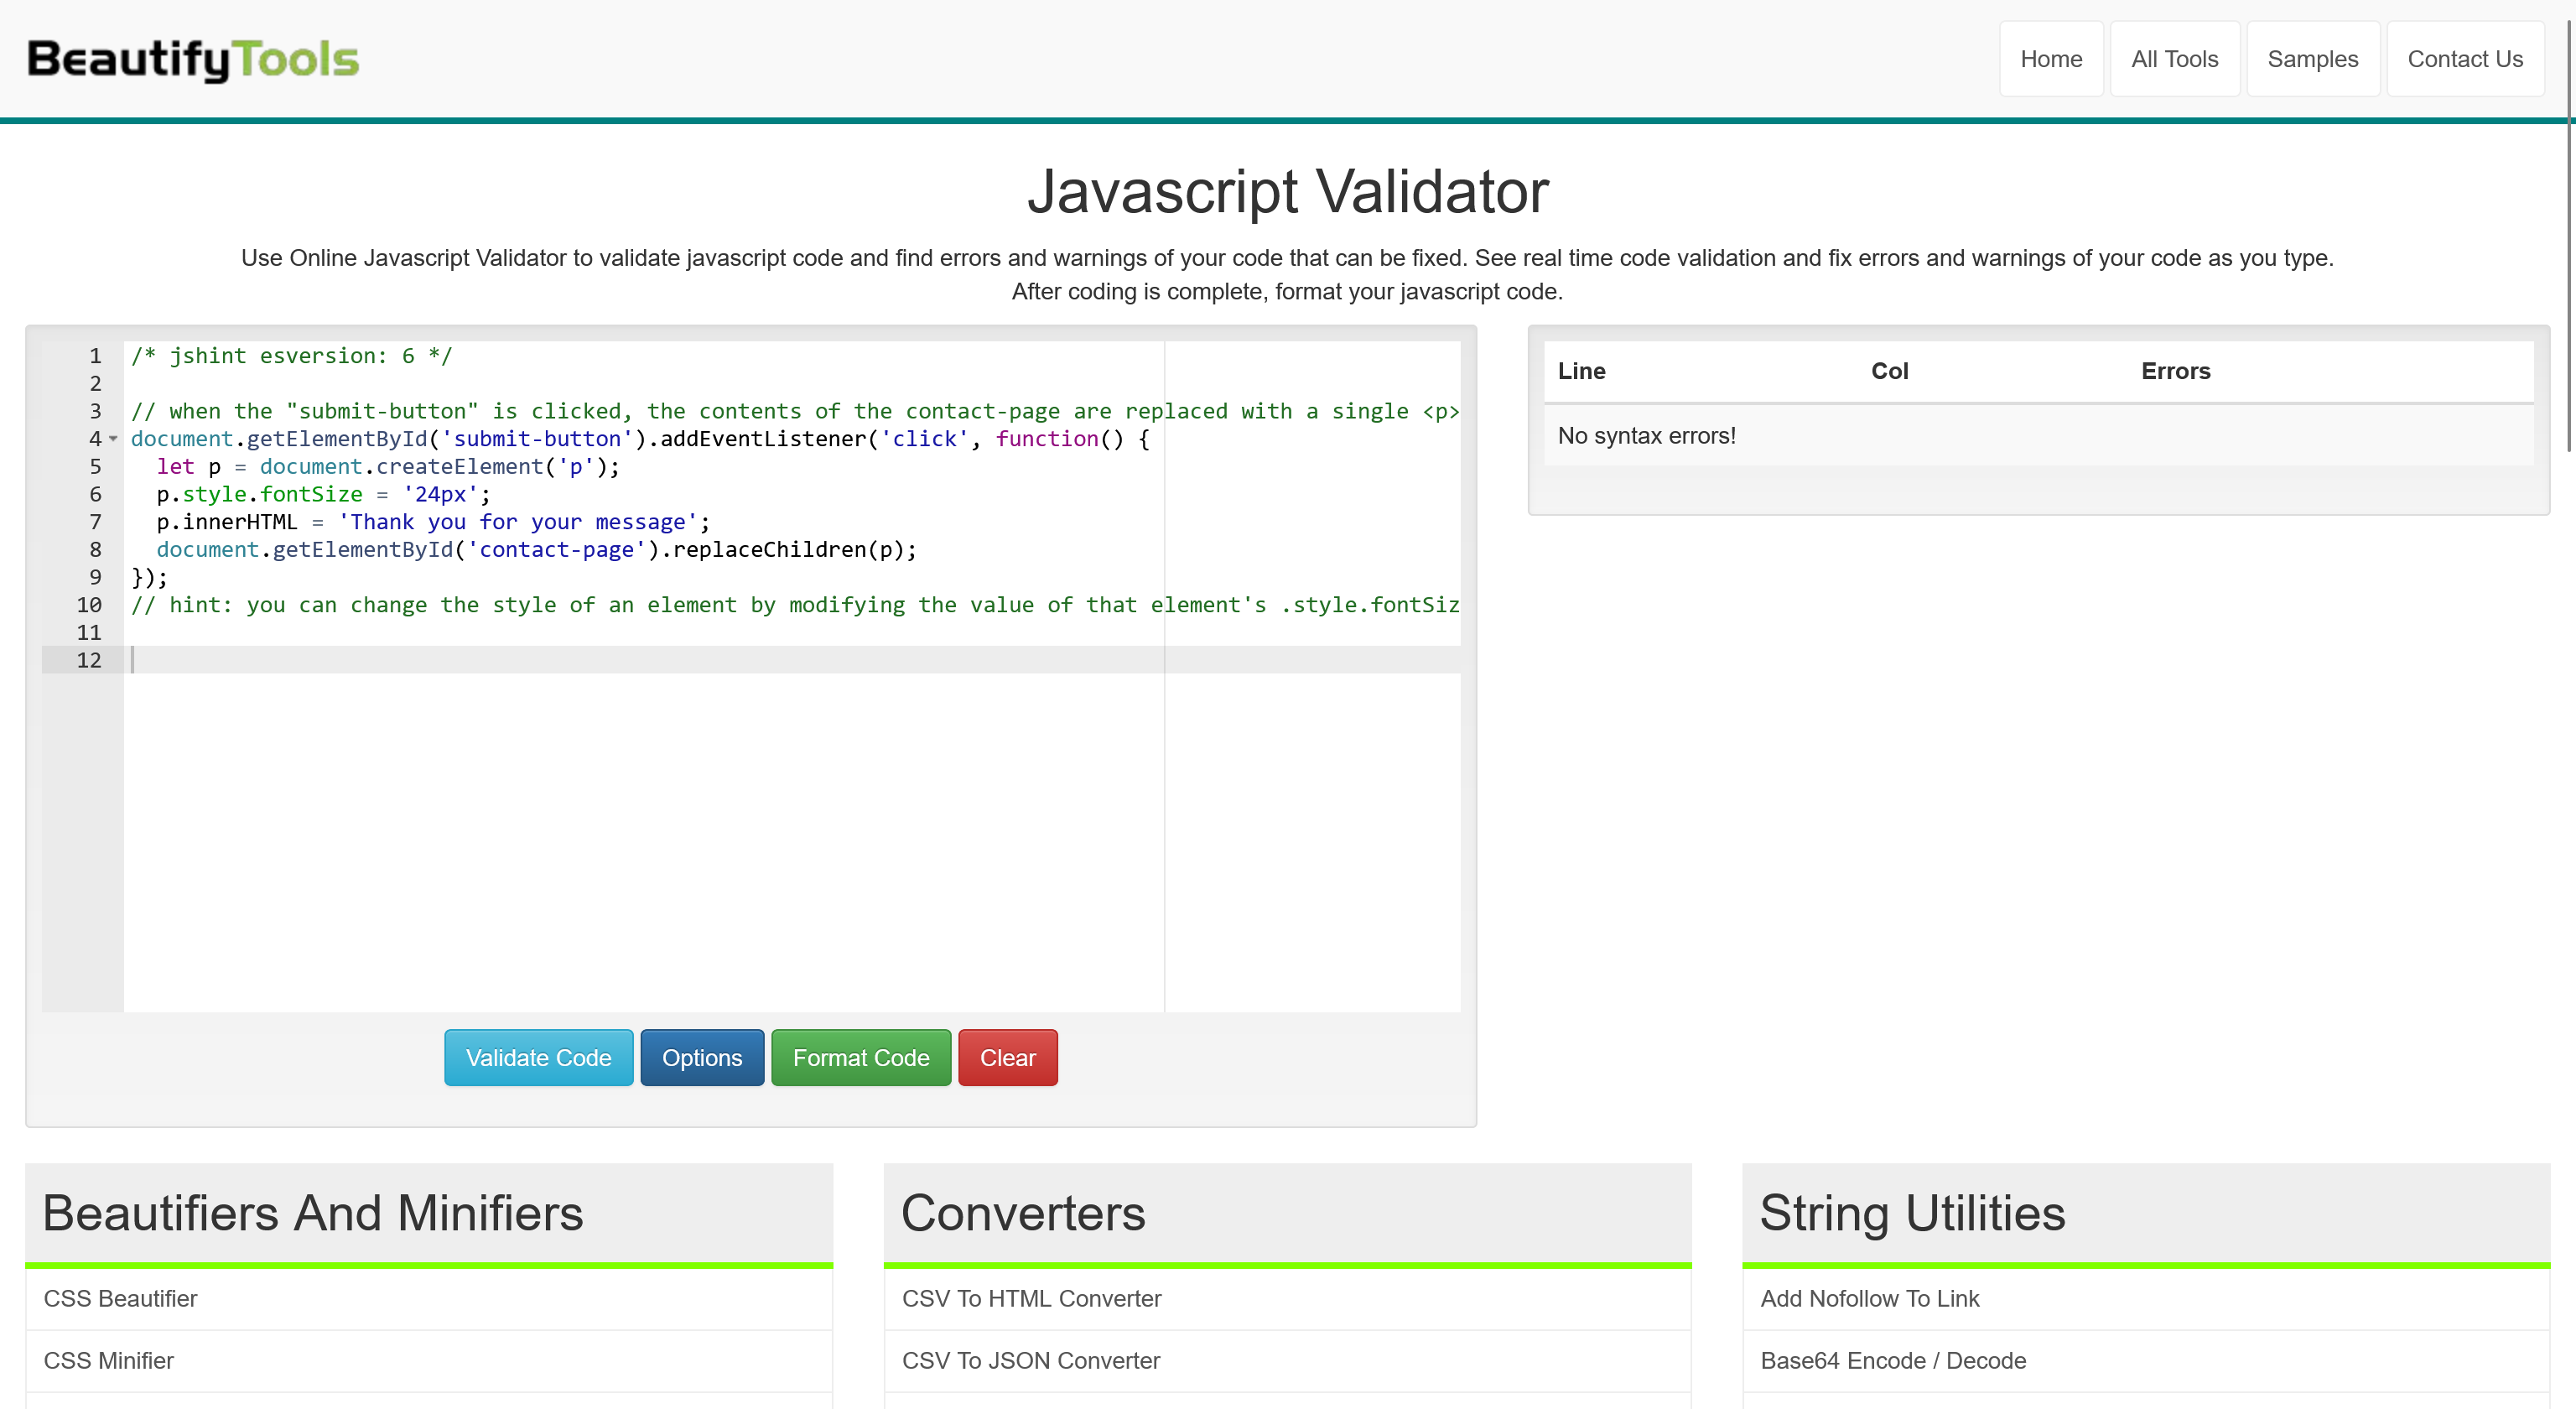 BeautifyTools
Home
All Tools
Samples
Contact Us
Javascript Validator
Use Online Javascript Validator to validate javascript code and find errors and warnings of your code that can be fixed. See real time code validation and fix errors and warnings of your code as you type.
After coding is complete, format your javascript code.
1 /* jshint esversion: 6 */
2
3 // when the "submit-button" is clicked, the contents of the contact-page are replaced with a single <p>
4 document.getElementById('submit-button').addEventListener('click', function() {
5   let p = document.createElement('p');
6   p.style.fontSize = '24px';
7   p.innerHTML = 'Thank you for your message';
8   document.getElementById('contact-page').replaceChildren(p);
9 });
10 // hint: you can change the style of an element by modifying the value of that element's .style.fontSiz
11
12
Validate Code
Options
Format Code
Clear
Line Col Errors
No syntax errors!
Beautifiers And Minifiers
CSS Beautifier
CSS Minifier
Converters
CSV To HTML Converter
CSV To JSON Converter
String Utilities
Add Nofollow To Link
Base64 Encode / Decode